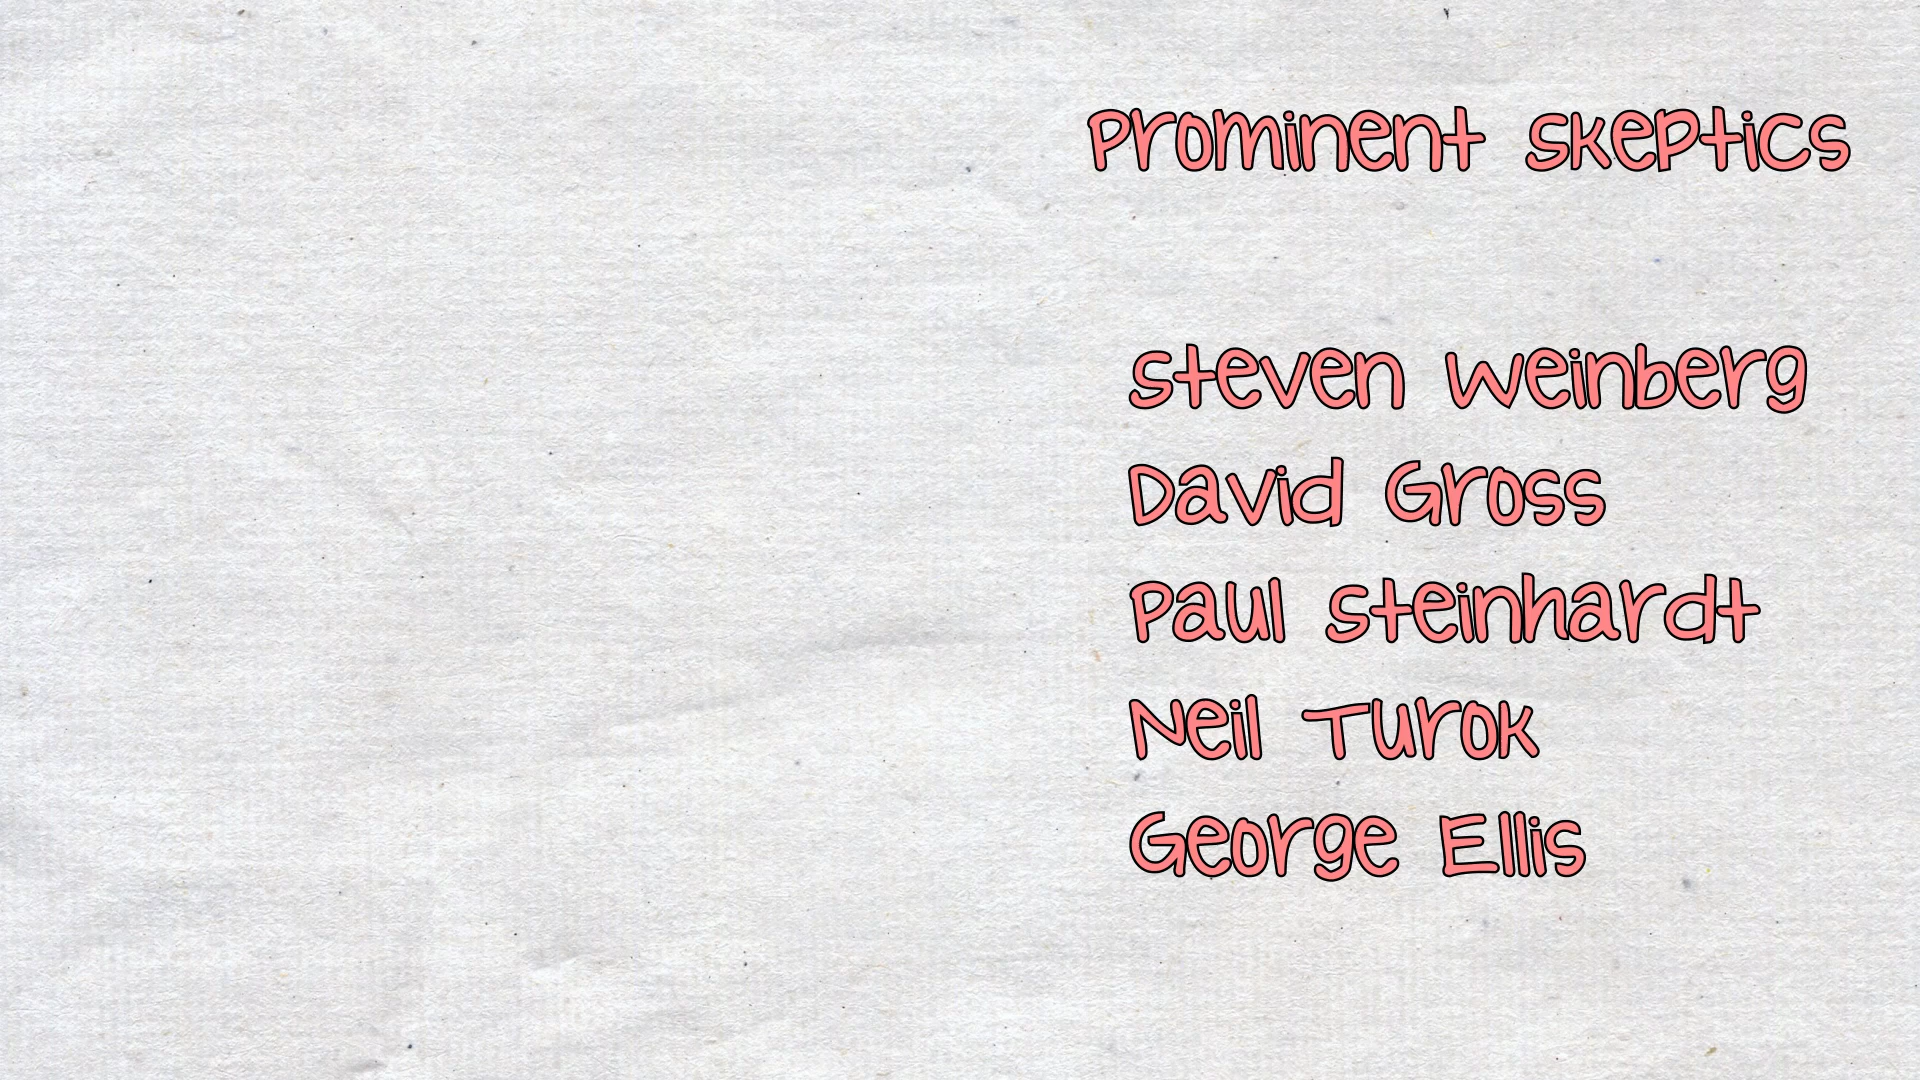 Prominent skeptics
Steven Weinberg
David Gross
Paul Steinhardt
Neil Turok
George Ellis